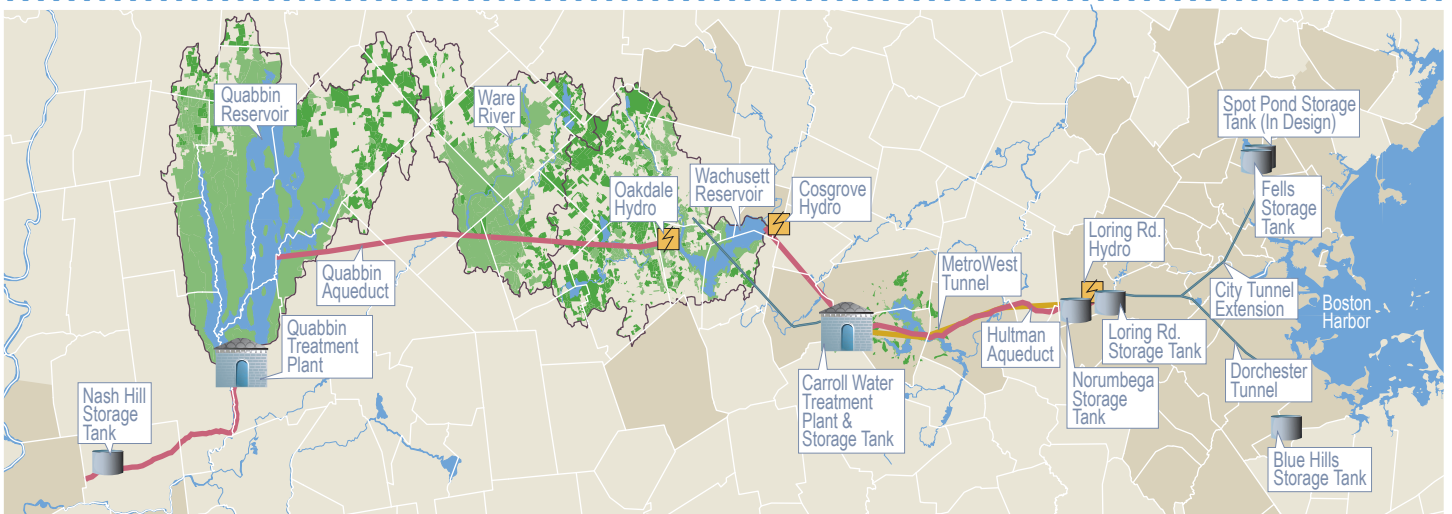 Quabbin
Reservoir
Ware
River
Spot Pond Storage
Tank (In Design)
Oakdale
Hydro
Wachusett
Reservoir
Cosgrove
Hydro
Fells
Storage
Tank
Loring Rd.
Hydro
Quabbin
Aqueduct
MetroWest
Tunnel
City Tunnel
Extension
Boston
Harbor
Quabbin
Treatment
Plant
Hultman
Aqueduct
Loring Rd.
Storage Tank
Dorchester
Tunnel
Nash Hill
Storage
Tank
Carroll Water
Treatment
Plant &
Storage Tank
Norumbega
Storage
Tank
Blue Hills
Storage Tank